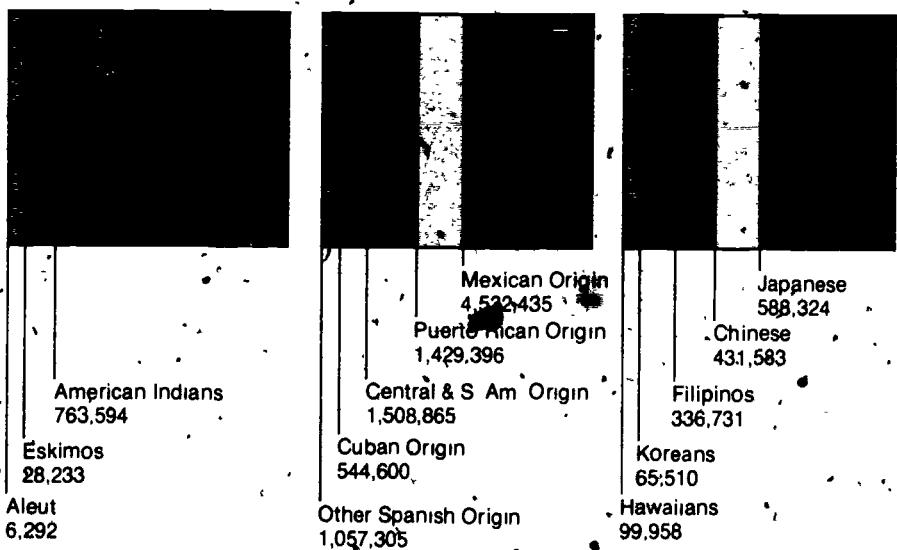 American Indians
763,594
Eskimos
28,233
Aleut
6,292
Mexican Origin
4,532,435
Puerto Rican Origin
1,429,396
Central & S Am Origin
1,508,865
Cuban Origin
544,600
Other Spanish Origin
1,057,305
Japanese
588,324
Chinese
431,583
Filipinos
336,731
Koreans
65,510
Hawaiians
99,958